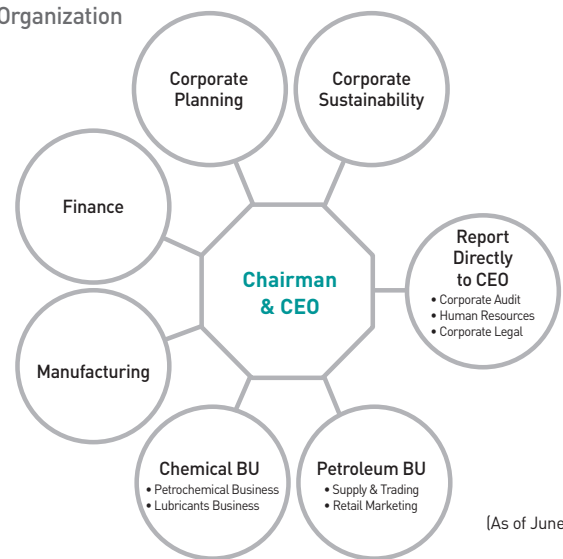 Organization
Corporate
Planning
Corporate
Sustainability
Finance
Report
Directly
to CEO
• Corporate Audit
• Human Resources
• Corporate Legal
Chairman
& CEO
Manufacturing
Chemical BU
• Petrochemical Business
• Lubricants Business
Petroleum BU
• Supply & Trading
• Retail Marketing
(As of June